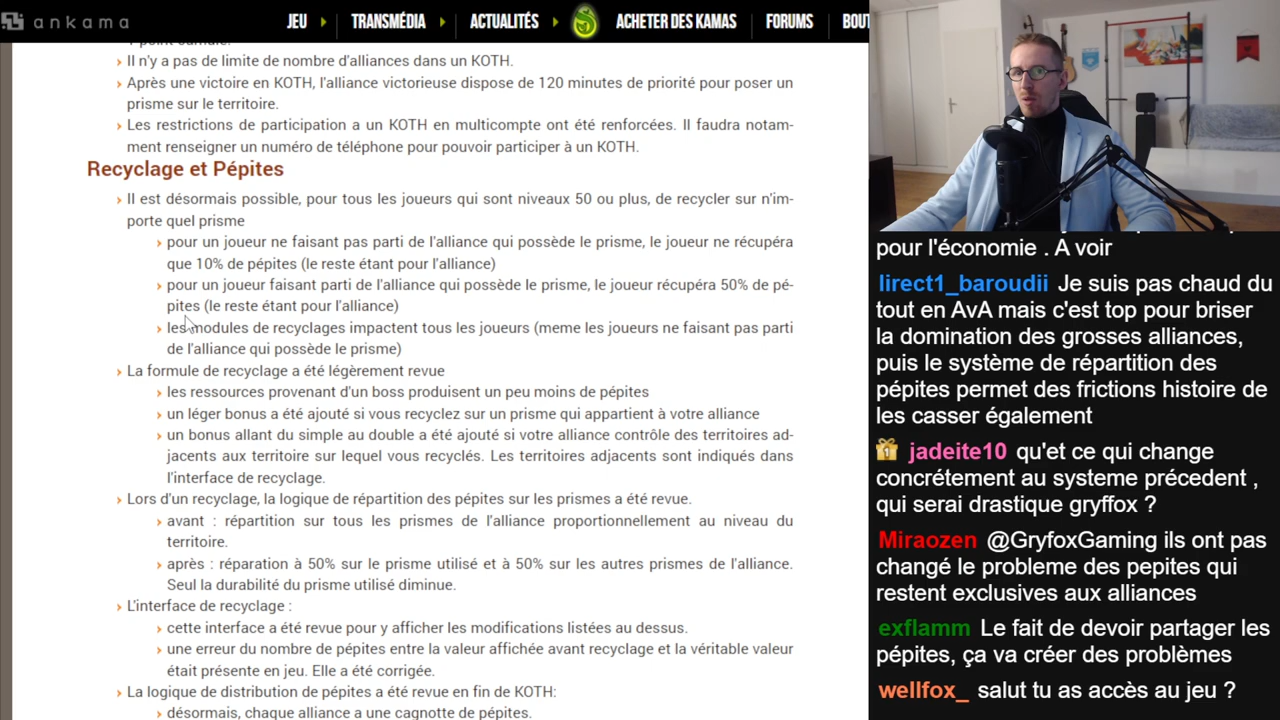 ankama
JEU
TRANSMÉDIA
ACTUALITÉS
ACHETER DES KAMAS
FORUMS
BOUT
Il n'y a pas de limite de nombre d'alliances dans un KOTH.
Après une victoire en KOTH, l'alliance victorieuse dispose de 120 minutes de priorité pour poser un
prisme sur le territoire.
Les restrictions de participation a un KOTH en multicompte ont été renforcées. Il faudra notam-
ment renseigner un numéro de téléphone pour pouvoir participer à un KOTH.
Recyclage et Pépites
Il est désormais possible, pour tous les joueurs qui sont niveaux 50 ou plus, de recycler sur n'im-
porte quel prisme
pour un joueur ne faisant pas parti de l'alliance qui possède le prisme, le joueur ne récupéra
que 10% de pépites (le reste étant pour l'alliance)
pour un joueur faisant parti de l'alliance qui possède le prisme, le joueur récupéra 50% de pé-
pites (le reste étant pour l'alliance)
les modules de recyclages impactent tous les joueurs (meme les joueurs ne faisant pas parti
de l'alliance qui possède le prisme)
La formule de recyclage a été légèrement revue
les ressources provenant d'un boss produisent un peu moins de pépites
un léger bonus a été ajouté si vous recyclez sur un prisme qui appartient à votre alliance
un bonus allant du simple au double a été ajouté si votre alliance contrôle des territoires ad-
jacents aux territoire sur lequel vous recyclés. Les territoires adjacents sont indiqués dans
l'interface de recyclage.
Lors d'un recyclage, la logique de répartition des pépites sur les prismes a été revue.
avant : répartition sur tous les prismes de l'alliance proportionnellement au niveau du
territoire.
après : réparation à 50% sur le prisme utilisé et à 50% sur les autres prismes de l'alliance.
Seul la durabilité du prisme utilisé diminue.
L'interface de recyclage :
cette interface a été revue pour y afficher les modifications listées au dessus.
une erreur du nombre de pépites entre la valeur affichée avant recyclage et la véritable valeur
était présente en jeu. Elle a été corrigée.
La logique de distribution de pépites a été revue en fin de KOTH:
désormais, chaque alliance a une cagnotte de pépites.
pour l'économie . A voir
lirect1_baroudii Je suis pas chaud du
tout en AvA mais c'est top pour briser
la domination des grosses alliances,
puis le système de répartition des
pépites permet des frictions histoire de
les casser également
jadeite10 qu'et ce qui change
concrétement au systeme précedent ,
qui serai drastique gryffox ?
Miraozen @GryfoxGaming ils ont pas
changé le probleme des pepites qui
restent exclusives aux alliances
exflamm Le fait de devoir partager les
pépites, ça va créer des problèmes
wellfox_ salut tu as accès au jeu ?